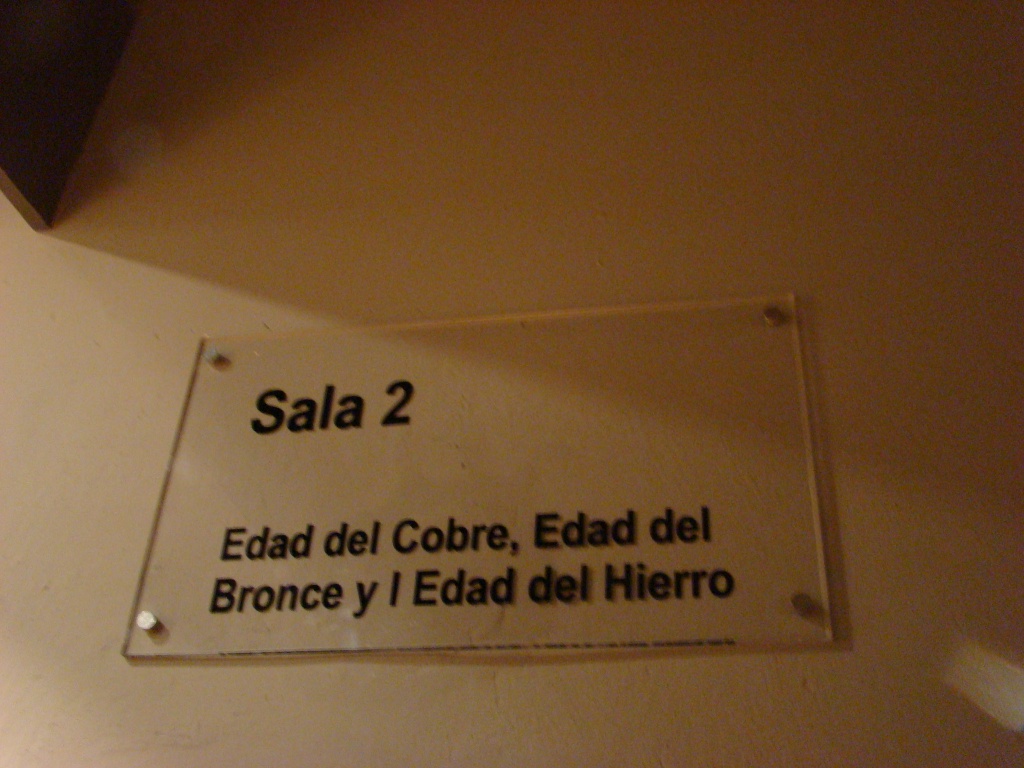 Sala 2
Edad del Cobre, Edad del
Bronce y I Edad del Hierro